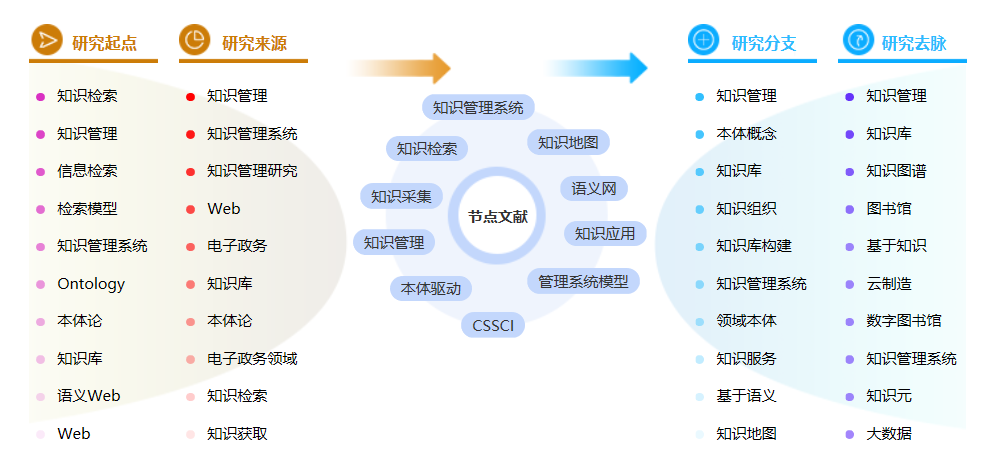 研究起点
知识检索
知识管理
信息检索
检索模型
知识管理系统
Ontology
本体论
知识库
语义Web
Web
研究来源
知识管理
知识管理系统
知识管理研究
Web
电子政务
知识库
本体论
电子政务领域
知识检索
知识获取
知识管理系统
知识检索
知识地图
知识采集
语义网
节点文献
知识管理
知识应用
本体驱动
管理系统模型
CSSCI
研究分支
知识管理
本体概念
知识库
知识组织
知识库构建
知识管理系统
领域本体
知识服务
基于语义
知识地图
研究去脉
知识管理
知识库
知识图谱
图书馆
基于知识
云制造
数字图书馆
知识管理系统
知识元
大数据